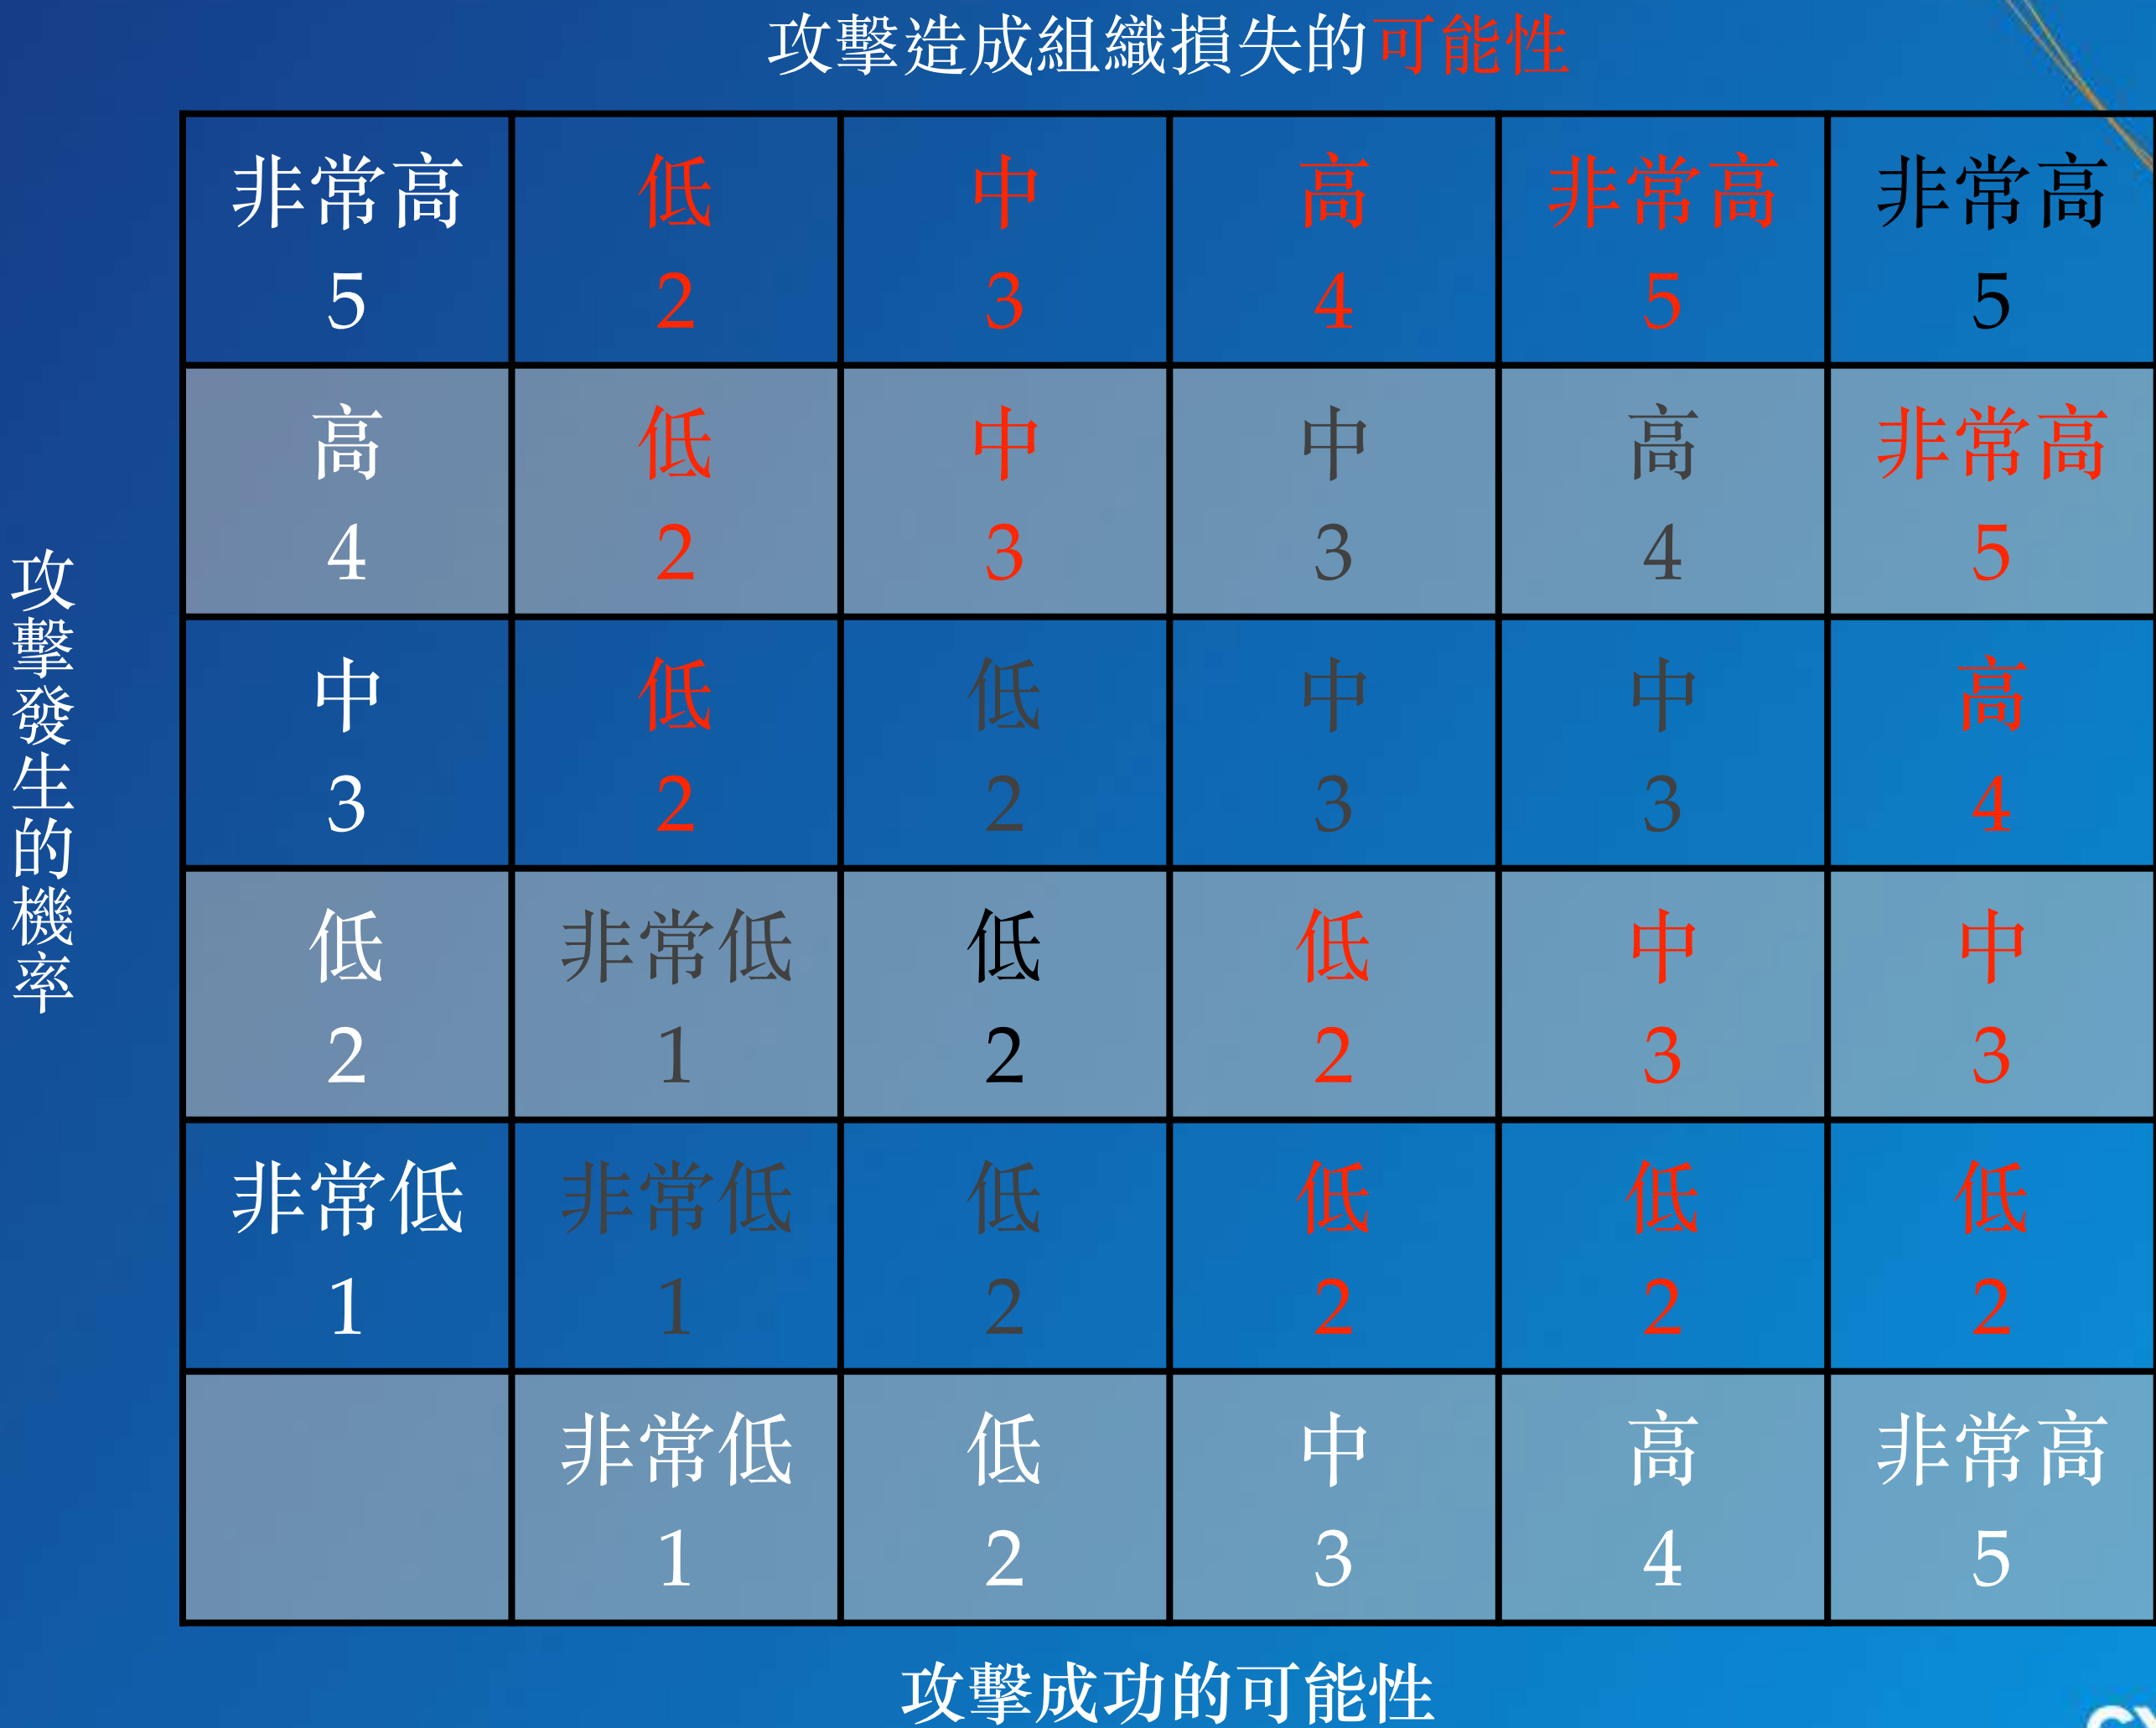 攻擊造成組織損失的可能性
非常高 低 中 高 非常高 非常高
5 2 3 4 5 5
高 低 中 中 高 非常高
4 2 3 3 4 5
攻擊發生的機率
中 低 低 中 中 高
3 2 2 3 3 4
低 非常低 低 低 中 中
2 1 2 2 3 3
非常低 非常低 低 低 低 低
1 1 2 2 2 2
非常低 低 中 高 非常高
1 2 3 4 5
攻擊成功的可能性